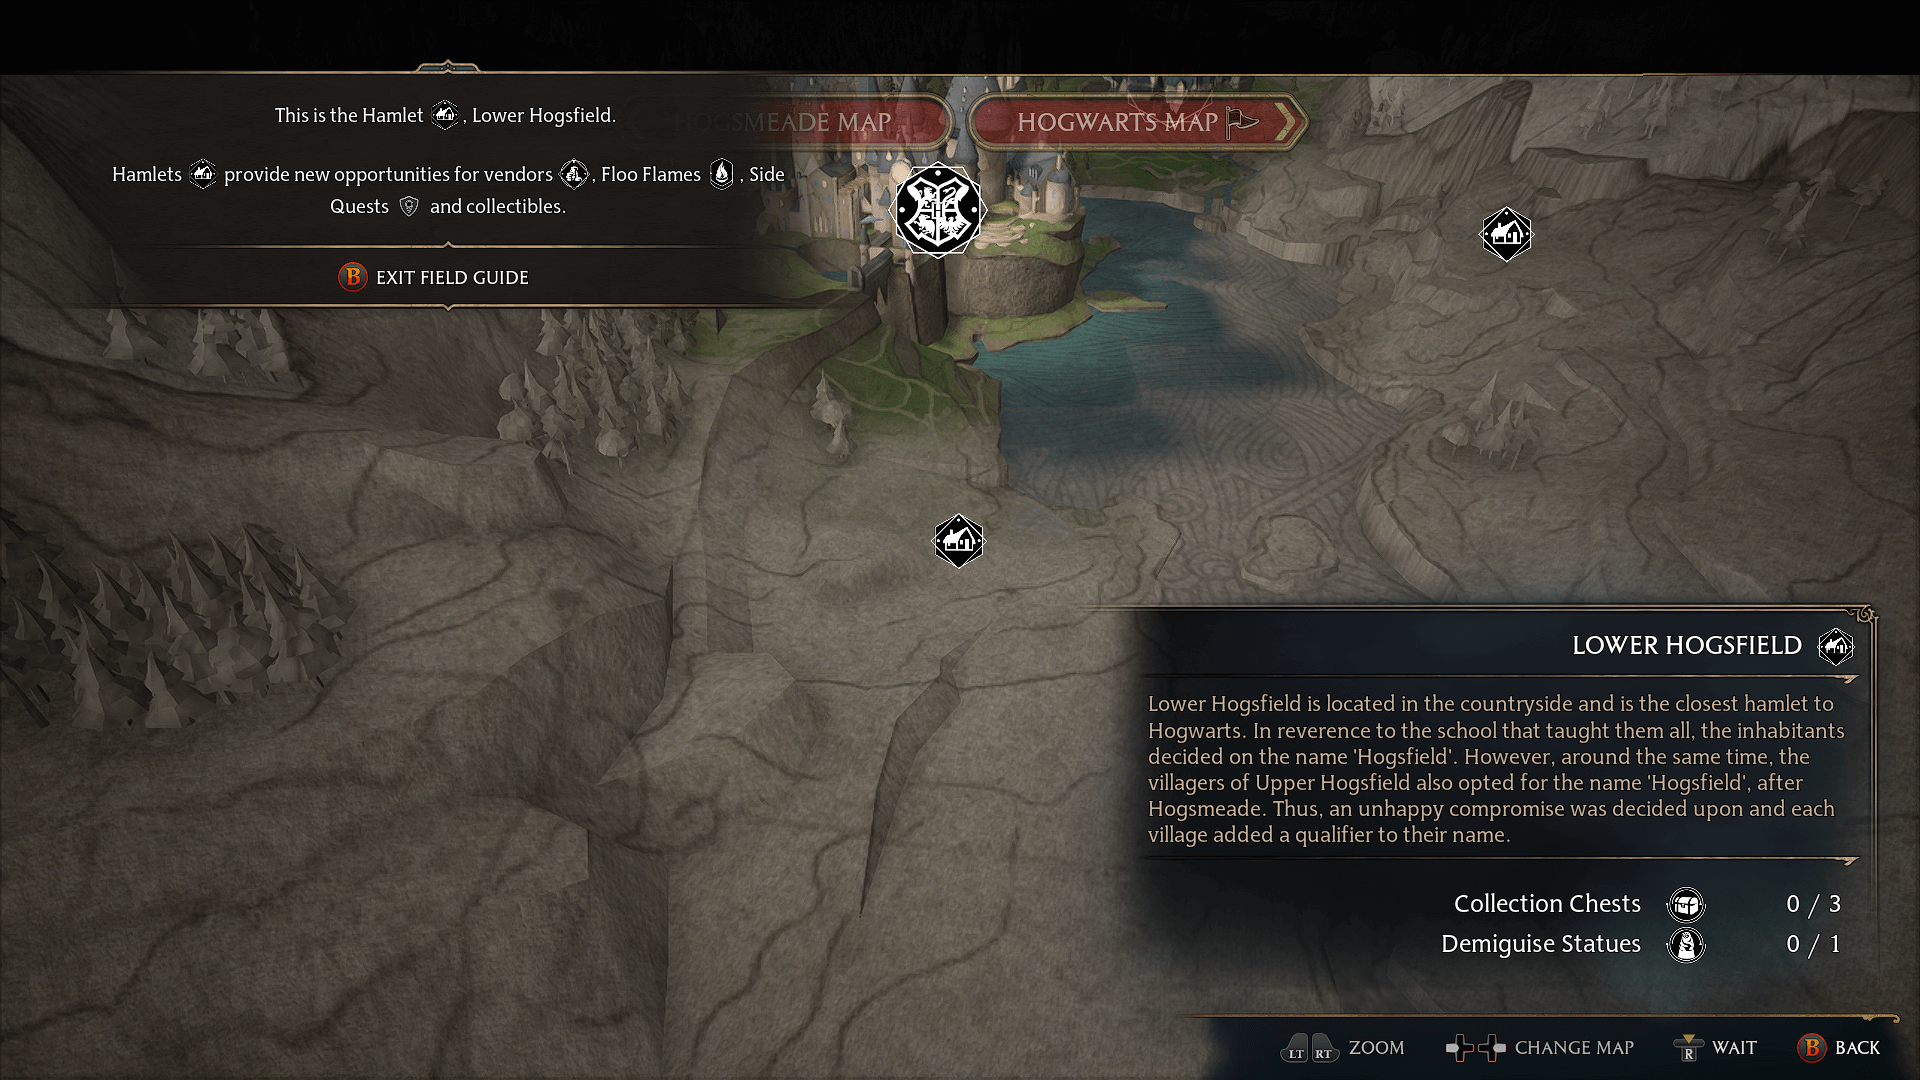 This is the Hamlet , Lower Hogsfield.
Hamlets provide new opportunities for vendors , Floo Flames , Side
Quests and collectibles.
B EXIT FIELD GUIDE
HOGSMEADE MAP
HOGWARTS MAP
LOWER HOGSFIELD
Lower Hogsfield is located in the countryside and is the closest hamlet to
Hogwarts. In reverence to the school that taught them all, the inhabitants
decided on the name 'Hogsfield'. However, around the same time, the
villagers of Upper Hogsfield also opted for the name 'Hogsfield', after
Hogsmeade. Thus, an unhappy compromise was decided upon and each
village added a qualifier to their name.
Collection Chests 0 / 3
Demiguise Statues 0 / 1
LT RT ZOOM CHANGE MAP R WAIT B BACK